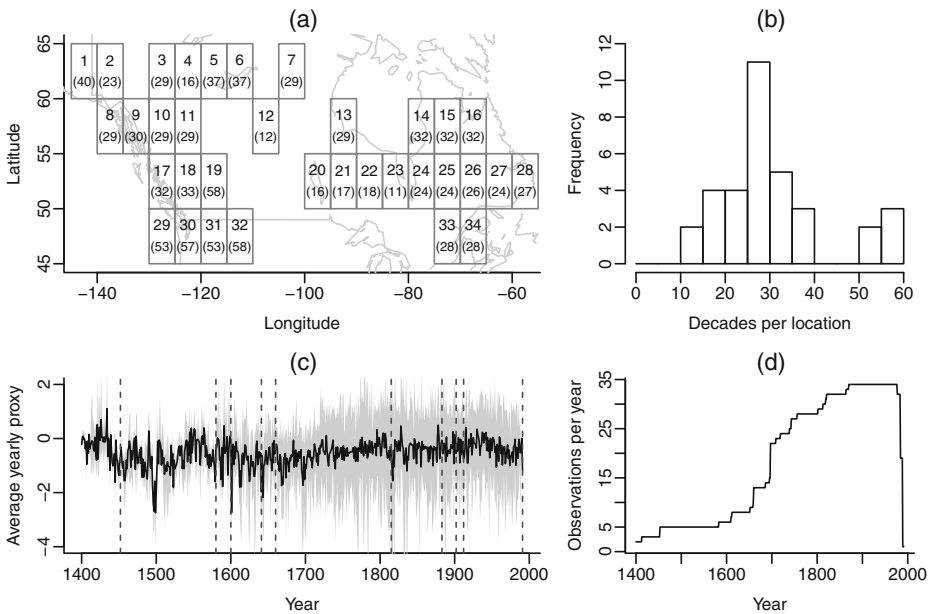 (a)
Latitude
65
60
55
50
45
1 2 3 4 5 6 7
(40) (23) (29) (16) (37) (37) (29)
8 9 10 11 12 13 14 15 16
(29) (30) (29) (29) (12) (29) (32) (32) (32)
17 18 19 20 21 22 23 24 25 26 27 28
(32) (33) (58) (16) (17) (18) (11) (24) (24) (26) (24) (27)
29 30 31 32 33 34
(53) (57) (53) (58) (28) (28)
−140 −120 −100 −80 −60
Longitude
(b)
Frequency
12
8
4
0
0 10 20 30 40 50 60
Decades per location
(c)
Average yearly proxy
2
0
−2
−4
1400 1500 1600 1700 1800 1900 2000
Year
(d)
Observations per year
35
25
15
5
0
1400 1600 1800 2000
Year